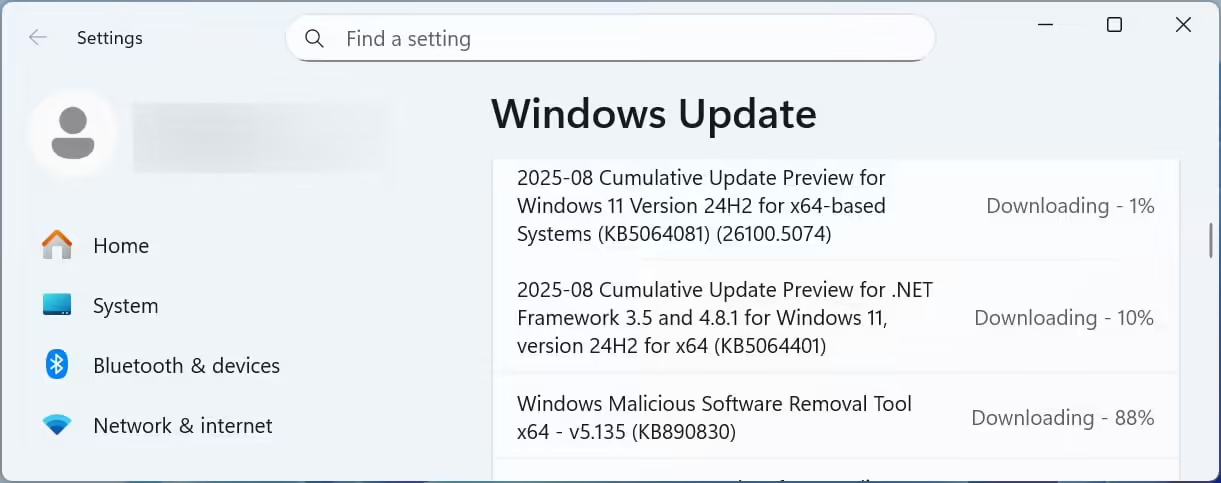 Settings
Find a setting
Home
System
Bluetooth & devices
Network & internet
Windows Update
2025-08 Cumulative Update Preview for
Windows 11 Version 24H2 for x64-based
Systems (KB5064081) (26100.5074)
Downloading - 1%
2025-08 Cumulative Update Preview for .NET
Framework 3.5 and 4.8.1 for Windows 11,
version 24H2 for x64 (KB5064401)
Downloading - 10%
Windows Malicious Software Removal Tool
x64 - v5.135 (KB890830)
Downloading - 88%